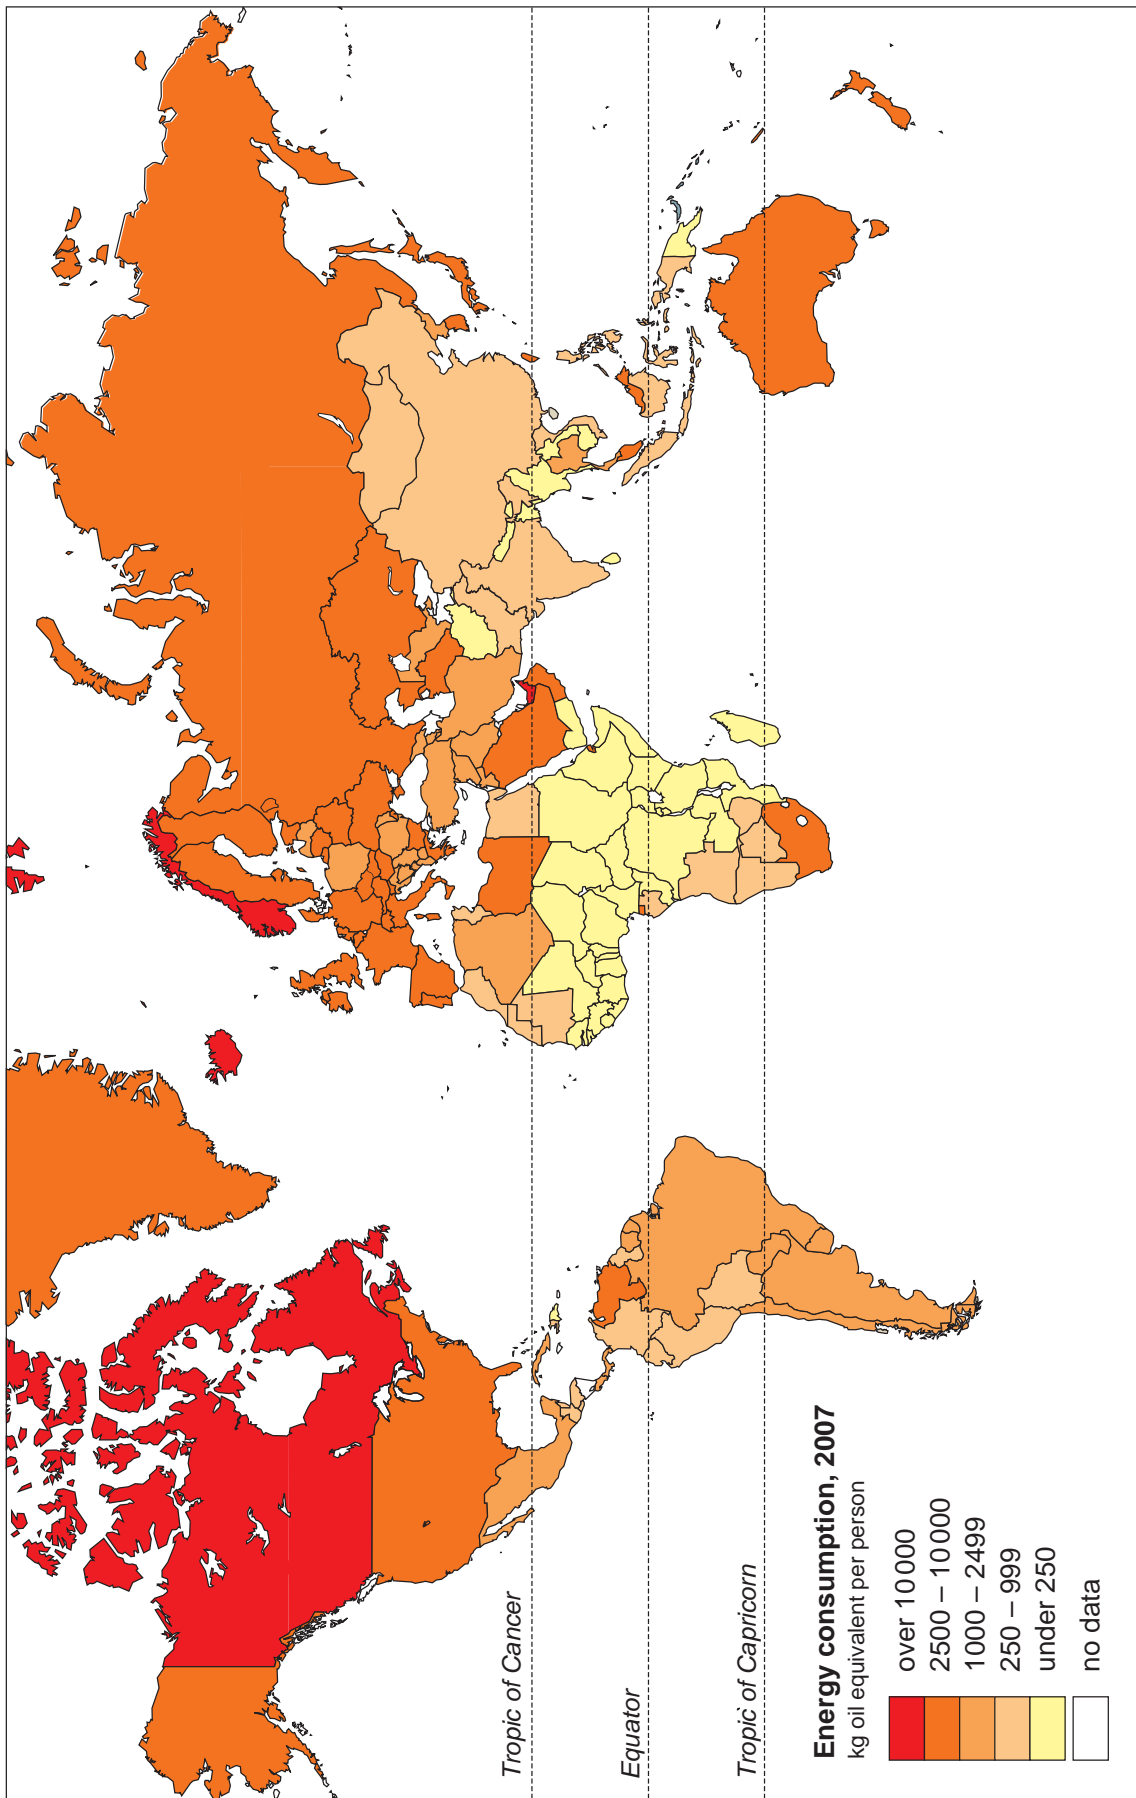 Tropic of Cancer
Equator
Tropic of Capricorn
Energy consumption, 2007
kg oil equivalent per person
over 10 000
2500 – 10 000
1000 – 2499
250 – 999
under 250
no data